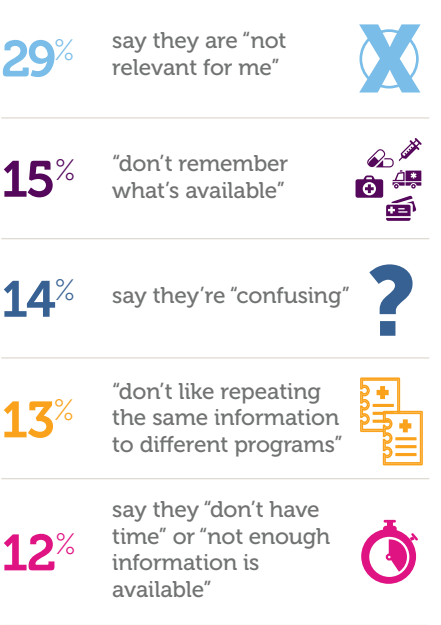 29%
say they are “not
relevant for me”
X
15%
“don’t remember
what’s available”
14%
say they’re “confusing”
?
13%
“don’t like repeating
the same information
to different programs”
12%
say they “don’t have
time” or “not enough
information is
available”